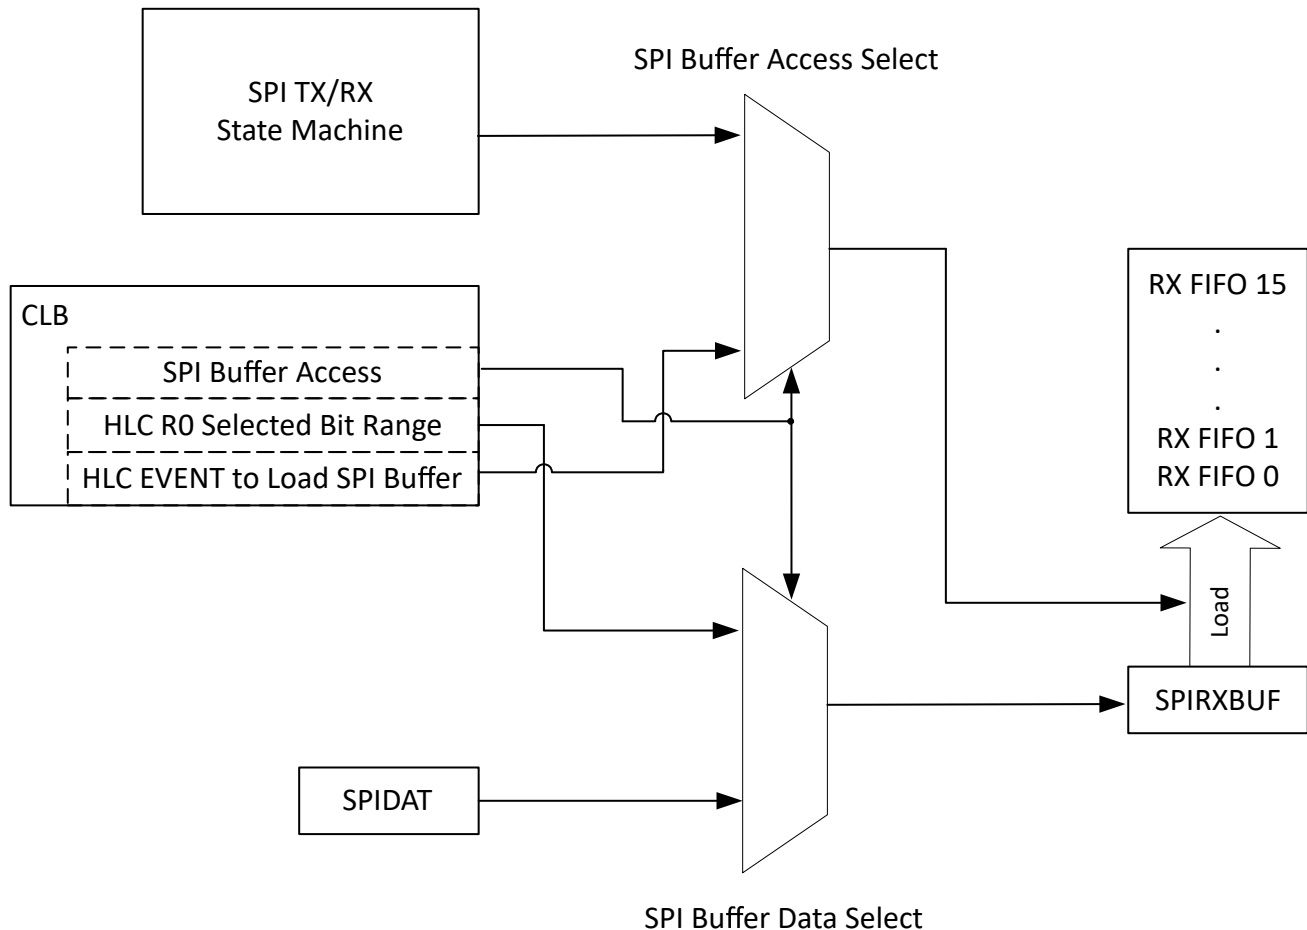 SPI Buffer Access Select
SPI TX/RX
State Machine
CLB
SPI Buffer Access
HLC R0 Selected Bit Range
HLC EVENT to Load SPI Buffer
RX FIFO 15
.
.
.
RX FIFO 1
RX FIFO 0
Load
SPIRXBUF
SPIDAT
SPI Buffer Data Select